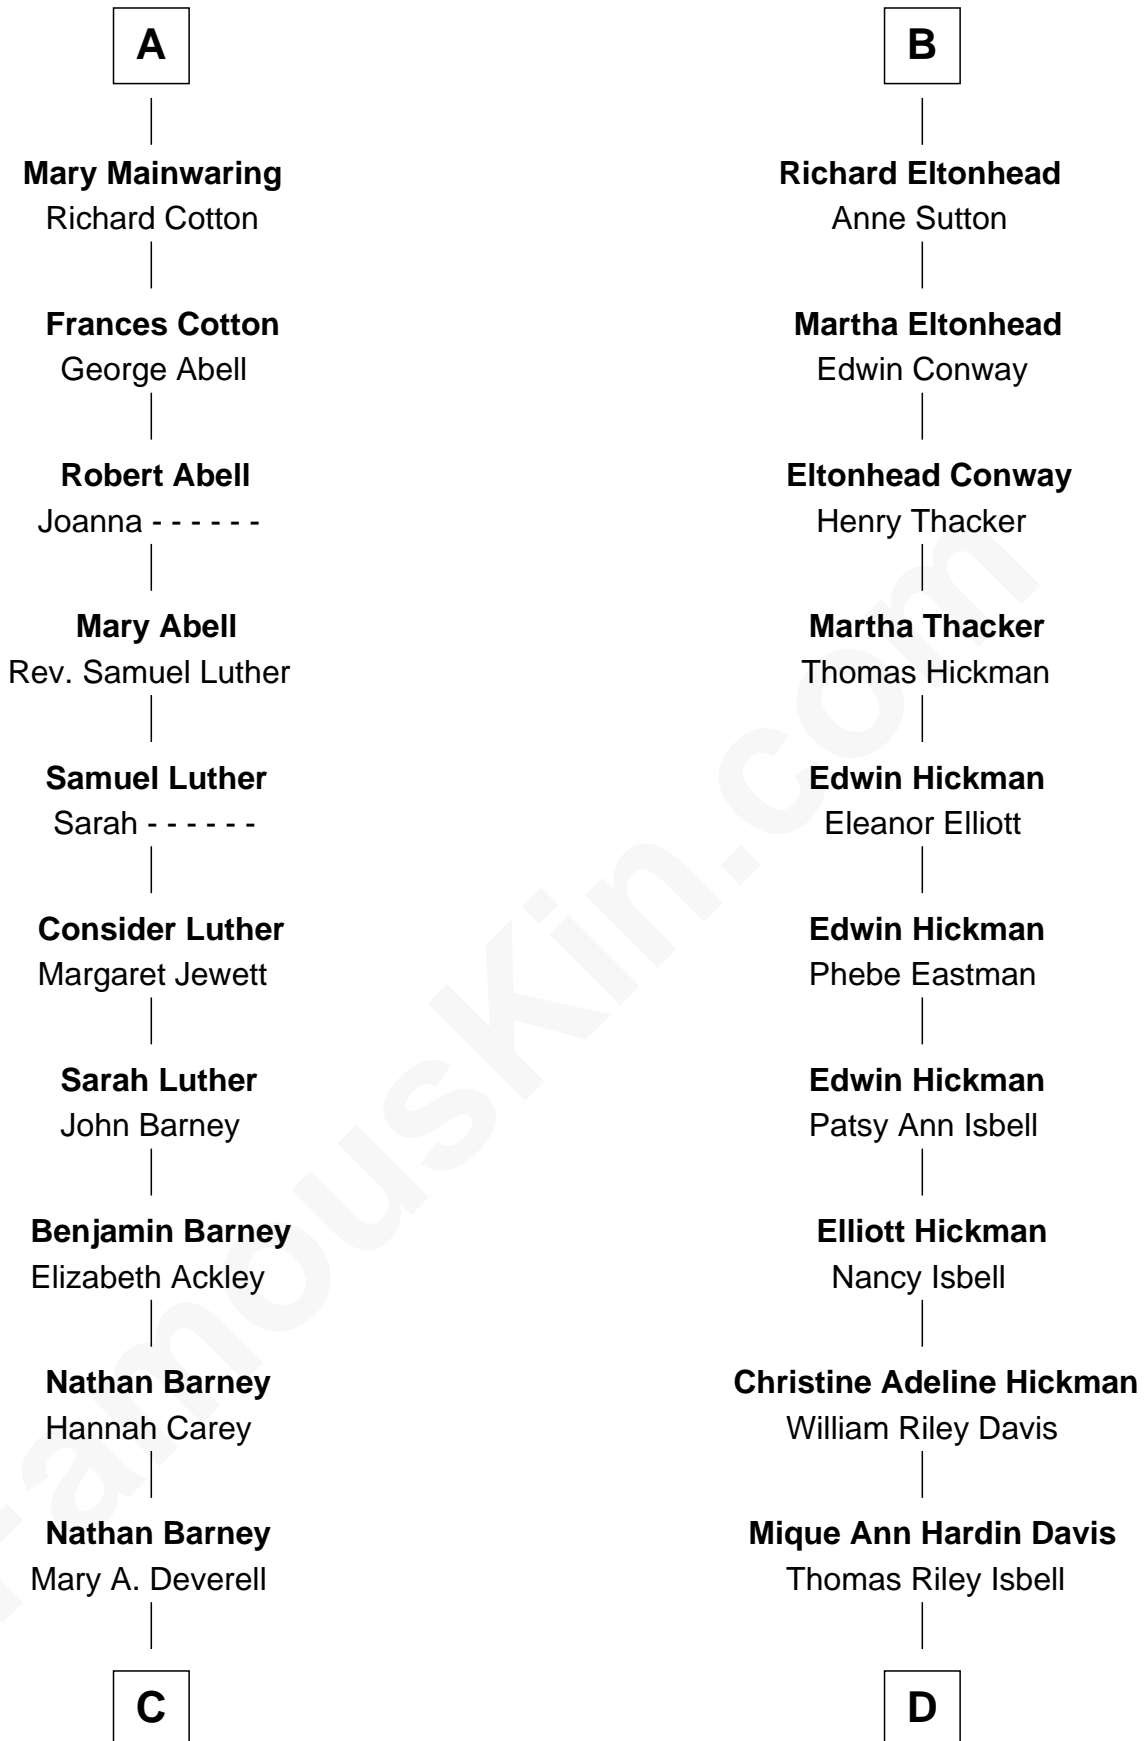 A
Mary Mainwaring
Richard Cotton
Frances Cotton
George Abell
Robert Abell
Joanna - - - - - -
Mary Abell
Rev. Samuel Luther
Samuel Luther
Sarah - - - - - -
Consider Luther
Margaret Jewett
Sarah Luther
John Barney
Benjamin Barney
Elizabeth Ackley
Nathan Barney
Hannah Carey
Nathan Barney
Mary A. Deverell
C
B
Richard Eltonhead
Anne Sutton
Martha Eltonhead
Edwin Conway
Eltonhead Conway
Henry Thacker
Martha Thacker
Thomas Hickman
Edwin Hickman
Eleanor Elliott
Edwin Hickman
Phebe Eastman
Edwin Hickman
Patsy Ann Isbell
Elliott Hickman
Nancy Isbell
Christine Adeline Hickman
William Riley Davis
Mique Ann Hardin Davis
Thomas Riley Isbell
D
FamousKin.com